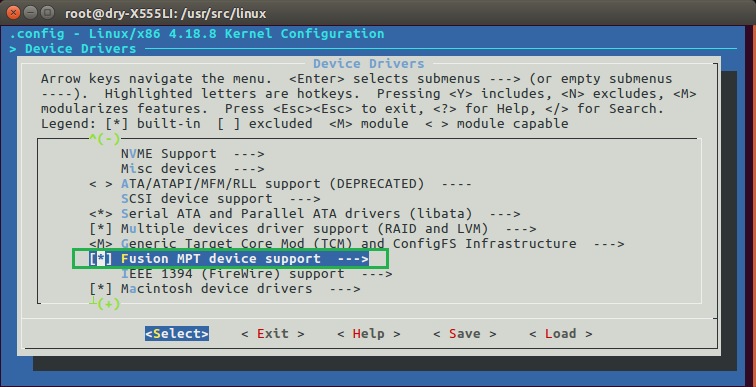 root@dry-X555LI: /usr/src/linux
.config - Linux/x86 4.18.8 Kernel Configuration
> Device Drivers
Device Drivers
Arrow keys navigate the menu.  <Enter> selects submenus ---> (or empty submenus
----).  Highlighted letters are hotkeys.  Pressing <Y> includes, <N> excludes, <M>
modularizes features.  Press <Esc><Esc> to exit, <?> for Help, </> for Search.
Legend: [*] built-in  [ ] excluded  <M> module  < > module capable
^(-)
NVME Support  --->
Misc devices  --->
< > ATA/ATAPI/MFM/RLL support (DEPRECATED)  ----
SCSI device support  --->
<*> Serial ATA and Parallel ATA drivers (libata)  --->
[*] Multiple devices driver support (RAID and LVM)  --->
<M> Generic Target Core Mod (TCM) and ConfigFS Infrastructure  --->
[*] Fusion MPT device support  --->
IEEE 1394 (FireWire) support  --->
[*] Macintosh device drivers  --->
(+)
<Select>    < Exit >    < Help >    < Save >    < Load >